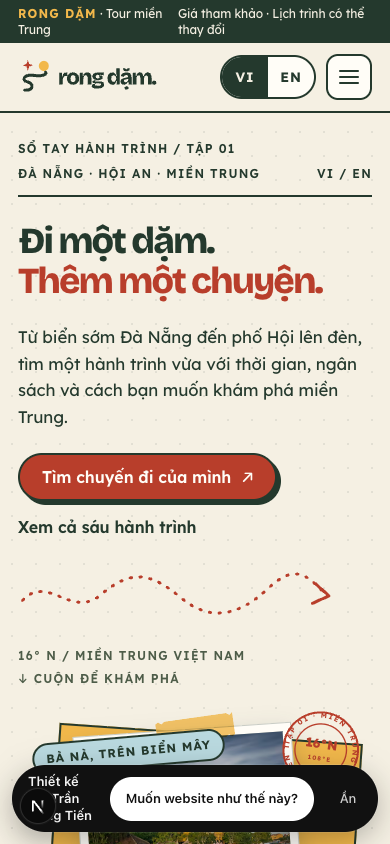 RONG DẶM · Tour miền Trung
Giá tham khảo · Lịch trình có thể thay đổi
rong dặm.
VI
EN
SỔ TAY HÀNH TRÌNH / TẬP 01
ĐÀ NẴNG · HỘI AN · MIỀN TRUNG
VI / EN
Đi một dặm.
Thêm một chuyện.
Từ biển sớm Đà Nẵng đến phố Hội lên đèn,
tìm một hành trình vừa với thời gian, ngân
sách và cách bạn muốn khám phá miền
Trung.
Tìm chuyến đi của mình ↗
Xem cả sáu hành trình
16° N / MIỀN TRUNG VIỆT NAM
↓ CUỘN ĐỂ KHÁM PHÁ
BÀ NÀ, TRÊN BIỂN MÂY
16°N
108°E
Thiết kế
Trần
Tiến
N
Muốn website như thế này?
Ẩn